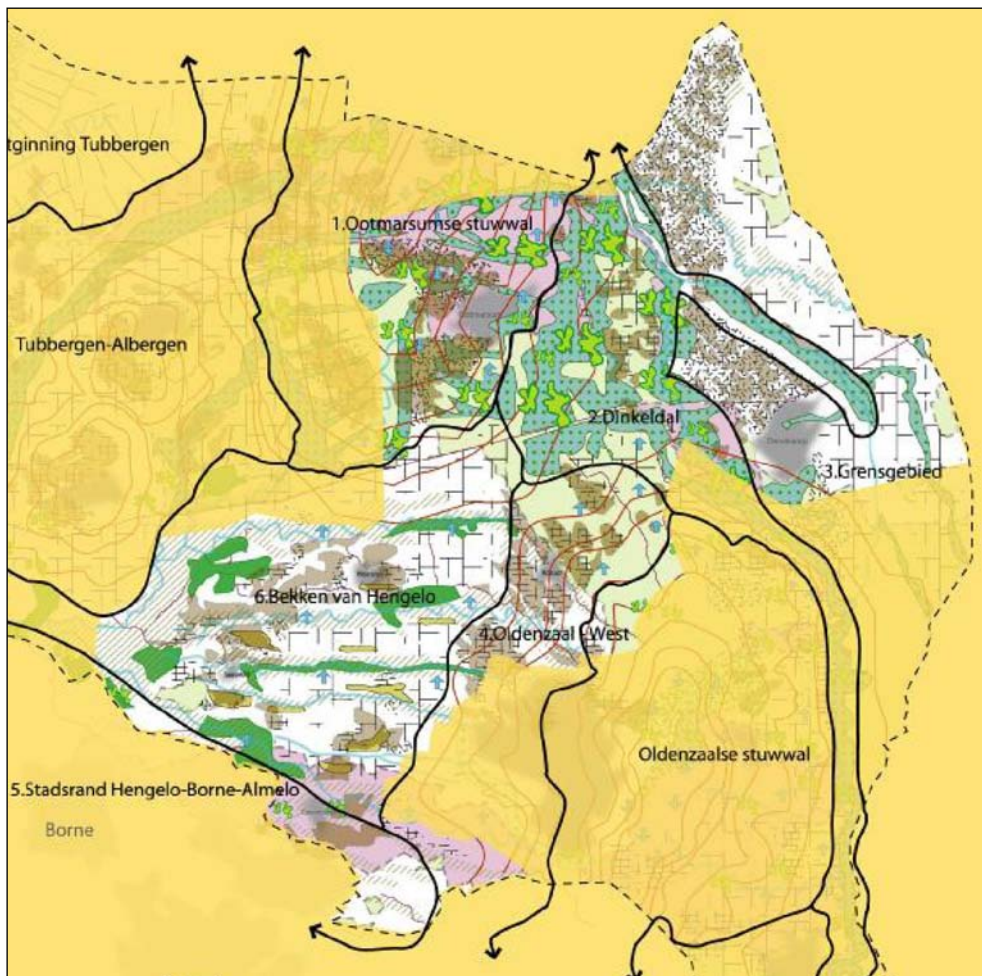 tginning Tubbergen
1.Ootmarsumse stuwwal
Tubbergen-Albergen
2.Dinkeldal
3.Grensgebied
6.Bekken van Hengelo
4.Oldenzaal -West
Oldenzaalse stuwwal
5.Stadsrand Hengelo-Borne-Almelo
Borne